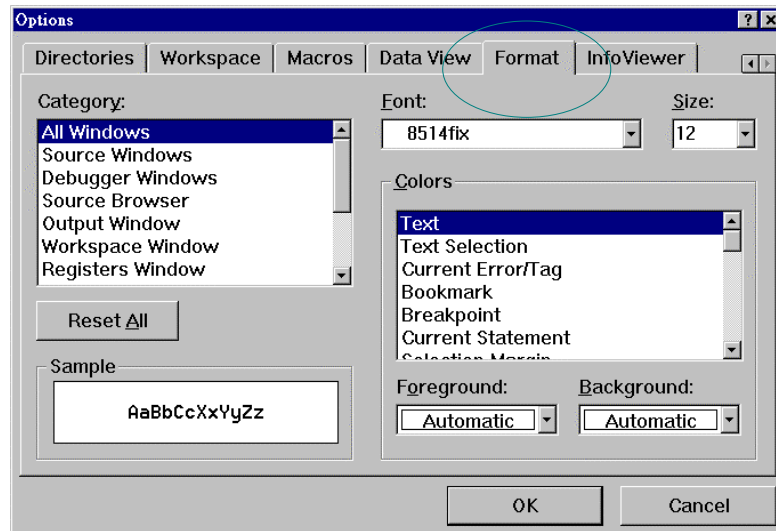 Options
Directories Workspace Macros Data View Format InfoViewer
Category:
All Windows
Source Windows
Debugger Windows
Source Browser
Output Window
Workspace Window
Registers Window
Reset All
Sample
AaBbCcXxYyZz
Font:
8514fix
Size:
12
Colors
Text
Text Selection
Current Error/Tag
Bookmark
Breakpoint
Current Statement
Selection Margin
Foreground:
Automatic
Background:
Automatic
OK
Cancel